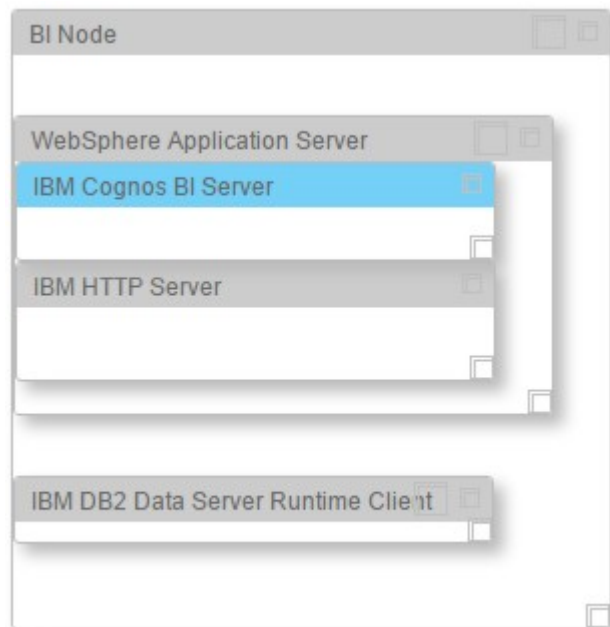 BI Node
WebSphere Application Server
IBM Cognos BI Server
IBM HTTP Server
IBM DB2 Data Server Runtime Client